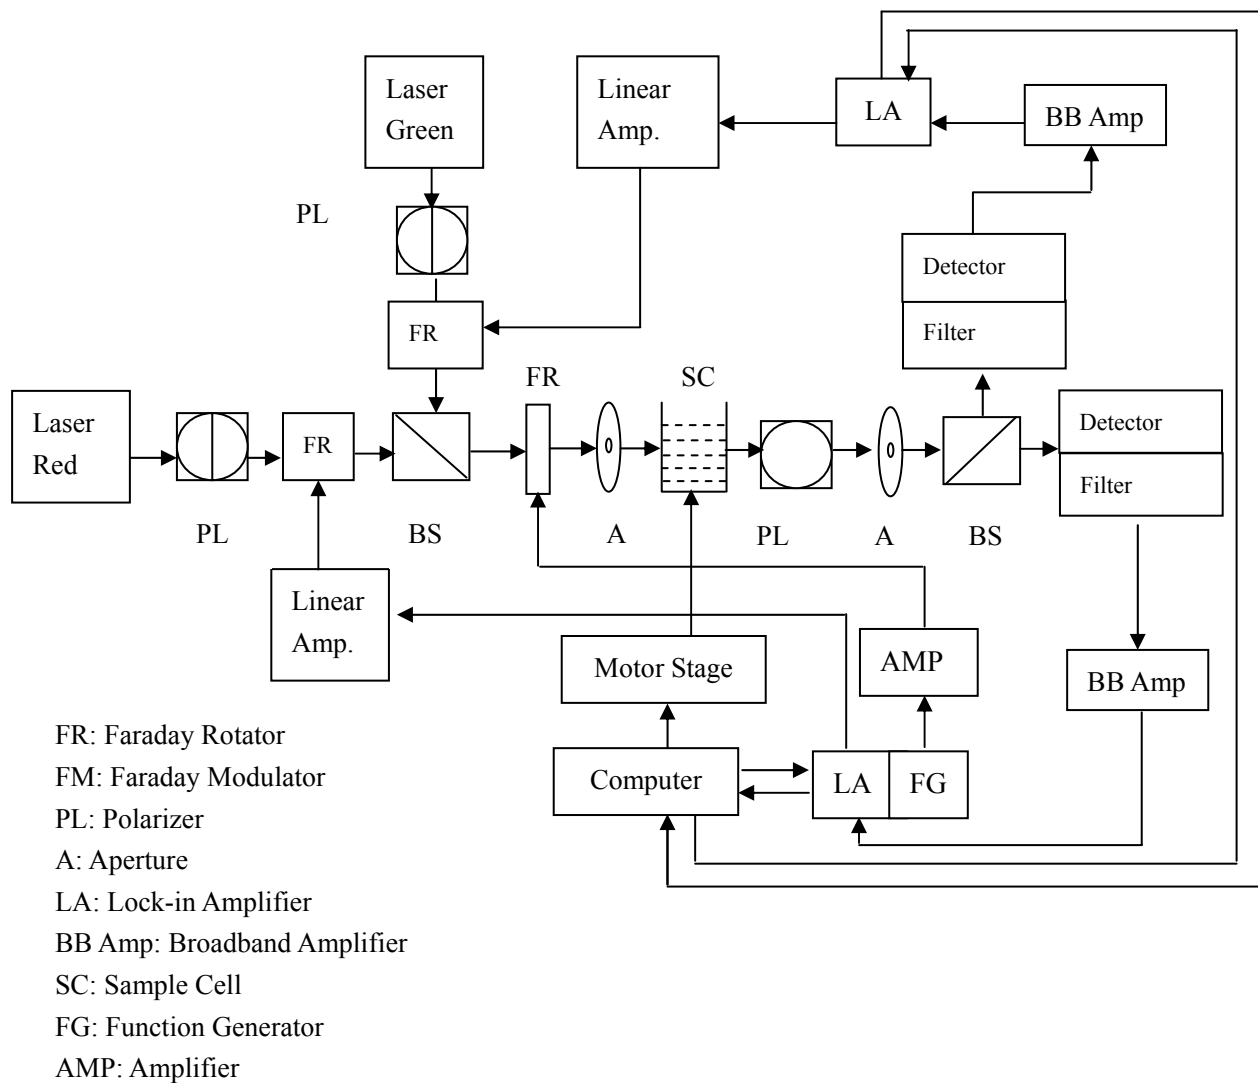 Laser
Green
Linear
Amp.
LA
BB Amp
PL
Detector
Filter
FR
FR
SC
Laser
Red
FR
Detector
Filter
PL
BS
A
PL
A
BS
Linear
Amp.
Motor Stage
AMP
BB Amp
Computer
LA
FG
FR: Faraday Rotator
FM: Faraday Modulator
PL: Polarizer
A: Aperture
LA: Lock-in Amplifier
BB Amp: Broadband Amplifier
SC: Sample Cell
FG: Function Generator
AMP: Amplifier